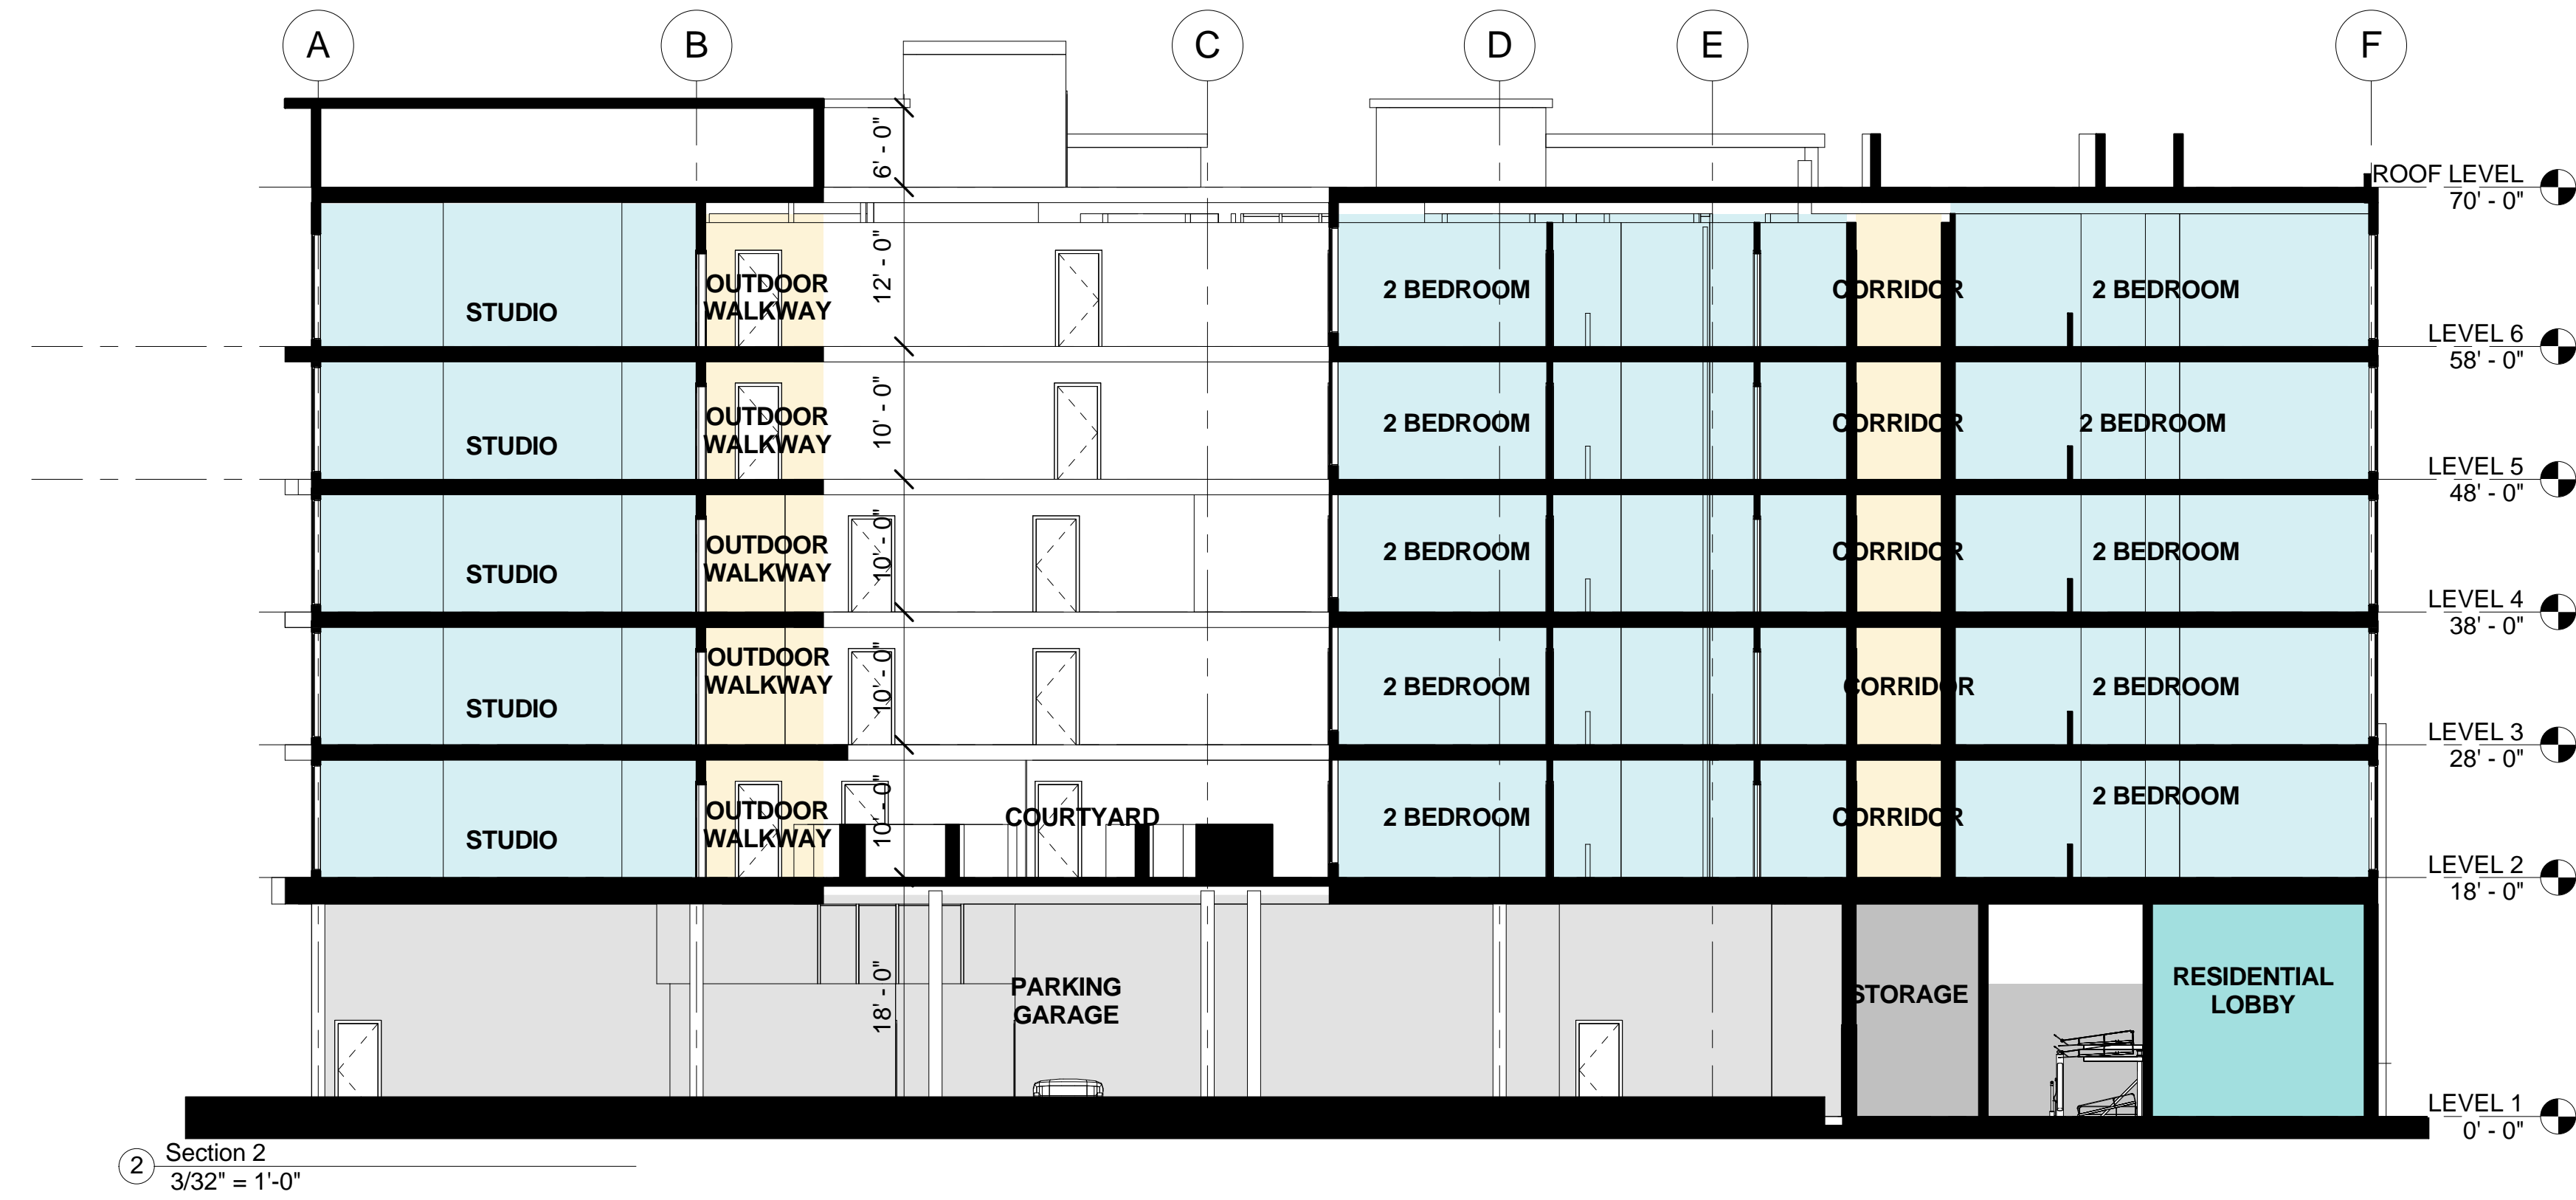 A
B
C
D
E
F
6' - 0"
ROOF LEVEL
70' - 0"
12' - 0"
STUDIO
OUTDOOR
WALKWAY
2 BEDROOM
CORRIDOR
2 BEDROOM
LEVEL 6
58' - 0"
10' - 0"
STUDIO
OUTDOOR
WALKWAY
2 BEDROOM
CORRIDOR
2 BEDROOM
LEVEL 5
48' - 0"
10' - 0"
STUDIO
OUTDOOR
WALKWAY
2 BEDROOM
CORRIDOR
2 BEDROOM
LEVEL 4
38' - 0"
10' - 0"
STUDIO
OUTDOOR
WALKWAY
2 BEDROOM
CORRIDOR
2 BEDROOM
LEVEL 3
28' - 0"
10' - 0"
STUDIO
OUTDOOR
WALKWAY
COURTYARD
2 BEDROOM
CORRIDOR
2 BEDROOM
LEVEL 2
18' - 0"
18' - 0"
PARKING
GARAGE
STORAGE
RESIDENTIAL
LOBBY
LEVEL 1
0' - 0"
2
Section 2
3/32" = 1'-0"